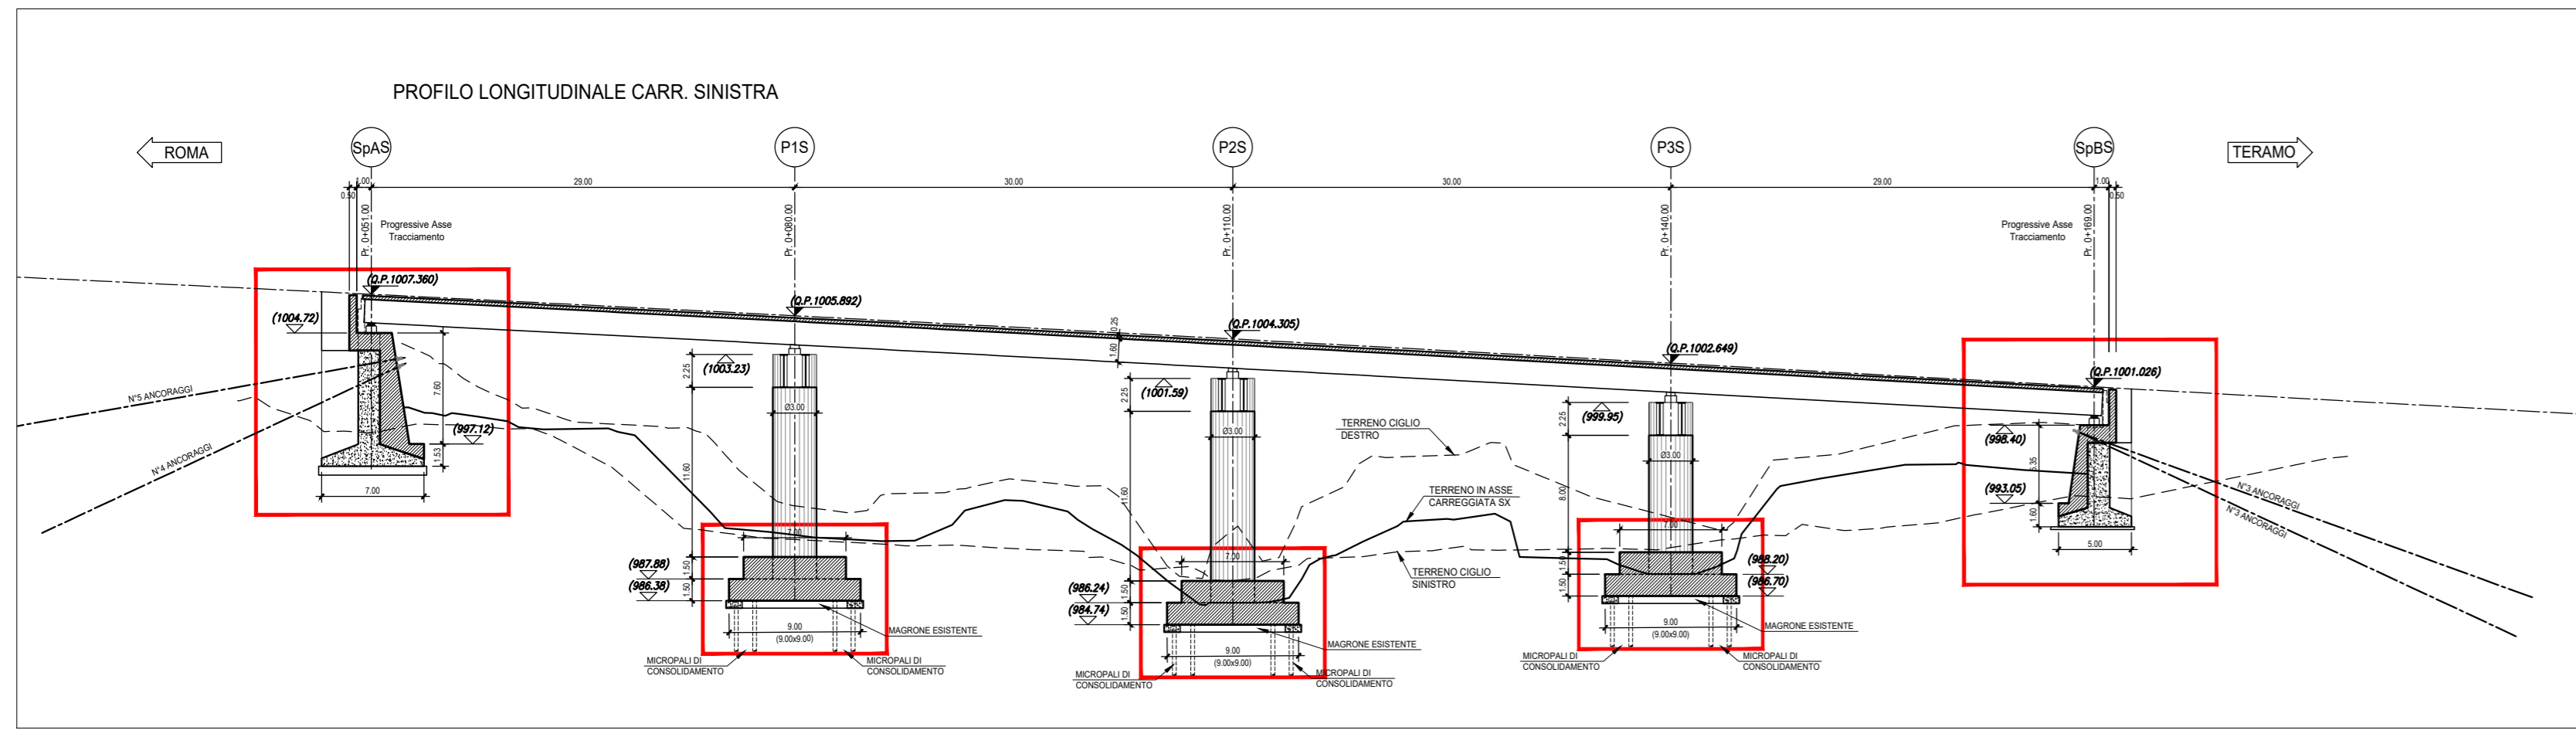 PROFILO LONGITUDINALE CARR. SINISTRA
ROMA
SpAS
P1S
P2S
P3S
SpBS
TERAMO
0.50
1.00
29.00
30.00
30.00
29.00
1.00
0.50
Pr. 0+051.00
Progressive Asse
Tracciamento
Pr. 0+080.00
Pr. 0+110.00
Pr. 0+140.00
Progressive Asse
Tracciamento
Pr. 0+169.00
(Q.P.1007.360)
(Q.P.1005.892)
(Q.P.1004.305)
(Q.P.1002.649)
(Q.P.1001.026)
(1004.72)
7.60
N°5 ANCORAGGI
N°4 ANCORAGGI
(997.12)
1.53
7.00
2.25
(1003.23)
Ø3.00
11.60
7.00
(987.88)
(986.38)
1.50
1.50
9.00
(9.00x9.00)
MAGRONE ESISTENTE
MICROPALI DI
CONSOLIDAMENTO
MICROPALI DI
CONSOLIDAMENTO
0.25
1.60
2.25
(1001.59)
Ø3.00
11.60
7.00
(986.24)
(984.74)
1.50
1.50
9.00
(9.00x9.00)
MAGRONE ESISTENTE
MICROPALI DI
CONSOLIDAMENTO
MICROPALI DI
CONSOLIDAMENTO
TERRENO CIGLIO
DESTRO
TERRENO IN ASSE
CARREGGIATA SX
TERRENO CIGLIO
SINISTRO
2.25
(999.95)
Ø3.00
8.00
7.00
(988.20)
(986.70)
1.50
1.50
9.00
(9.00x9.00)
MAGRONE ESISTENTE
MICROPALI DI
CONSOLIDAMENTO
MICROPALI DI
CONSOLIDAMENTO
(998.40)
5.35
(993.05)
1.60
5.00
N°3 ANCORAGGI
N°3 ANCORAGGI